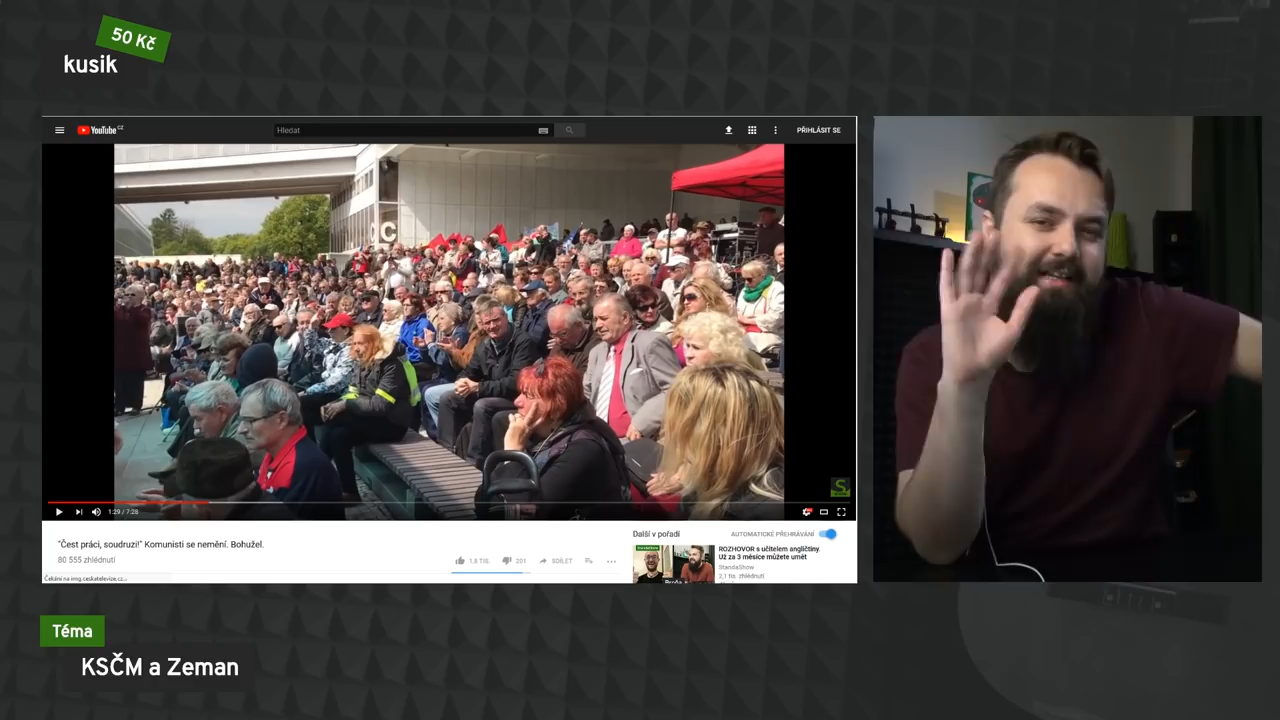 50 Kč
kusik
YouTube CZ
Hledat
PŘIHLÁSIT SE
C
S
1:29 / 7:28
"Čest práci, soudruzi!" Komunisti se nemění. Bohužel.
80 555 zhlédnutí
1,8 TIS.
201
SDÍLET
Další v pořadí
AUTOMATICKÉ PŘEHRÁVÁNÍ
ROZHOVOR s učitelem angličtiny.
Už za 3 měsíce můžete umět
StandaShow
2,1 tis. zhlédnutí
Čekání na img.ceskatelevize.cz...
Téma
KSČM a Zeman